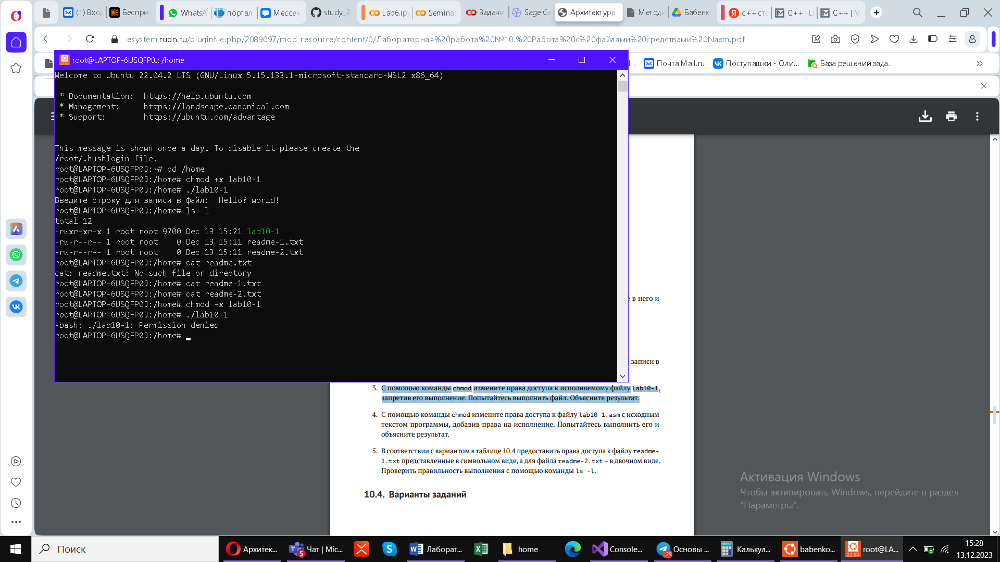 (1) Вход
Беспри
WhatsA
портал
Мессен
study_2
Lab6.ipy
Semina
Задачи
Sage Ce
Архитектура Э
Методи
Бабенк
с++ сте
C++ | Ц
C++ | М
esystem.rudn.ru/pluginfile.php/2089097/mod_resource/content/0/Лабораторная%20работа%20№10.%20Работа%20с%20файлами%20средствами%20Nasm.pdf
Почта Mail.ru
Поступашки - Оли...
База решений зада...
root@LAPTOP-6USQFP0J: /home
Welcome to Ubuntu 22.04.2 LTS (GNU/Linux 5.15.133.1-microsoft-standard-WSL2 x86_64)
* Documentation:  https://help.ubuntu.com
* Management:     https://landscape.canonical.com
* Support:        https://ubuntu.com/advantage
This message is shown once a day. To disable it please create the
/root/.hushlogin file.
root@LAPTOP-6USQFP0J:~# cd /home
root@LAPTOP-6USQFP0J:/home# chmod +x lab10-1
root@LAPTOP-6USQFP0J:/home# ./lab10-1
Введите строку для записи в файл:  Hello? world!
root@LAPTOP-6USQFP0J:/home# ls -l
total 12
-rwxr-xr-x 1 root root 9700 Dec 13 15:21 lab10-1
-rw-r--r-- 1 root root    0 Dec 13 15:11 readme-1.txt
-rw-r--r-- 1 root root    0 Dec 13 15:11 readme-2.txt
root@LAPTOP-6USQFP0J:/home# cat readme.txt
cat: readme.txt: No such file or directory
root@LAPTOP-6USQFP0J:/home# cat readme-1.txt
root@LAPTOP-6USQFP0J:/home# cat readme-2.txt
root@LAPTOP-6USQFP0J:/home# chmod -x lab10-1
root@LAPTOP-6USQFP0J:/home# ./lab10-1
-bash: ./lab10-1: Permission denied
root@LAPTOP-6USQFP0J:/home#
е в него и
записи в
3. С помощью команды chmod измените права доступа к исполняемому файлу lab10-1,
запретив его выполнение. Попытайтесь выполнить файл. Объясните результат.
4. С помощью команды chmod измените права доступа к файлу lab10-1.asm с исходным
текстом программы, добавив права на исполнение. Попытайтесь выполнить его и
объясните результат.
5. В соответствии с вариантом в таблице 10.4 предоставить права доступа к файлу readme-
1.txt представленные в символьном виде, а для файла readme-2.txt – в двочном виде.
Проверить правильность выполнения с помощью команды ls -l.
10.4. Варианты заданий
Активация Windows
Чтобы активировать Windows, перейдите в раздел
"Параметры".
Поиск
Архитек...
Чат | Mic...
5
Лаборат...
home
Console...
Основы ...
..29
Калькул...
babenko...
22.04
root@LA...
15:28
13.12.2023